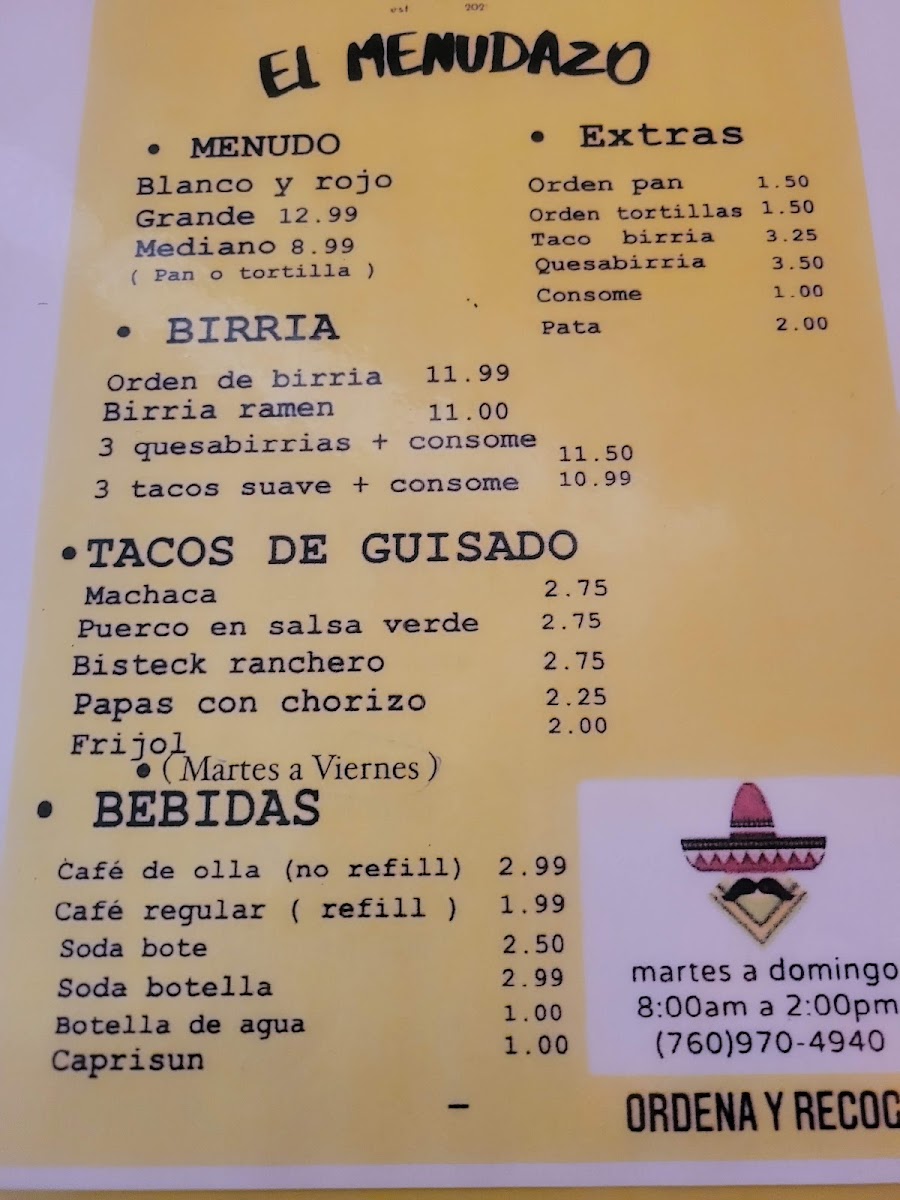 est 202
El MENUDAZO
• MENUDO
Blanco y rojo
Grande 12.99
Mediano 8.99
( Pan o tortilla )
• Extras
Orden pan 1.50
Orden tortillas 1.50
Taco birria 3.25
Quesabirria 3.50
Consome 1.00
Pata 2.00
• BIRRIA
Orden de birria 11.99
Birria ramen 11.00
3 quesabirrias + consome 11.50
3 tacos suave + consome 10.99
• TACOS DE GUISADO
Machaca 2.75
Puerco en salsa verde 2.75
Bisteck ranchero 2.75
Papas con chorizo 2.25
Frijol 2.00
• ( Martes a Viernes )
• BEBIDAS
Café de olla (no refill) 2.99
Café regular ( refill ) 1.99
Soda bote 2.50
Soda botella 2.99
Botella de agua 1.00
Caprisun 1.00
martes a domingo
8:00am a 2:00pm
(760)970-4940
ORDENA Y RECOG